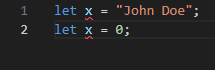 1 let x = "John Doe";
2 let x = 0;